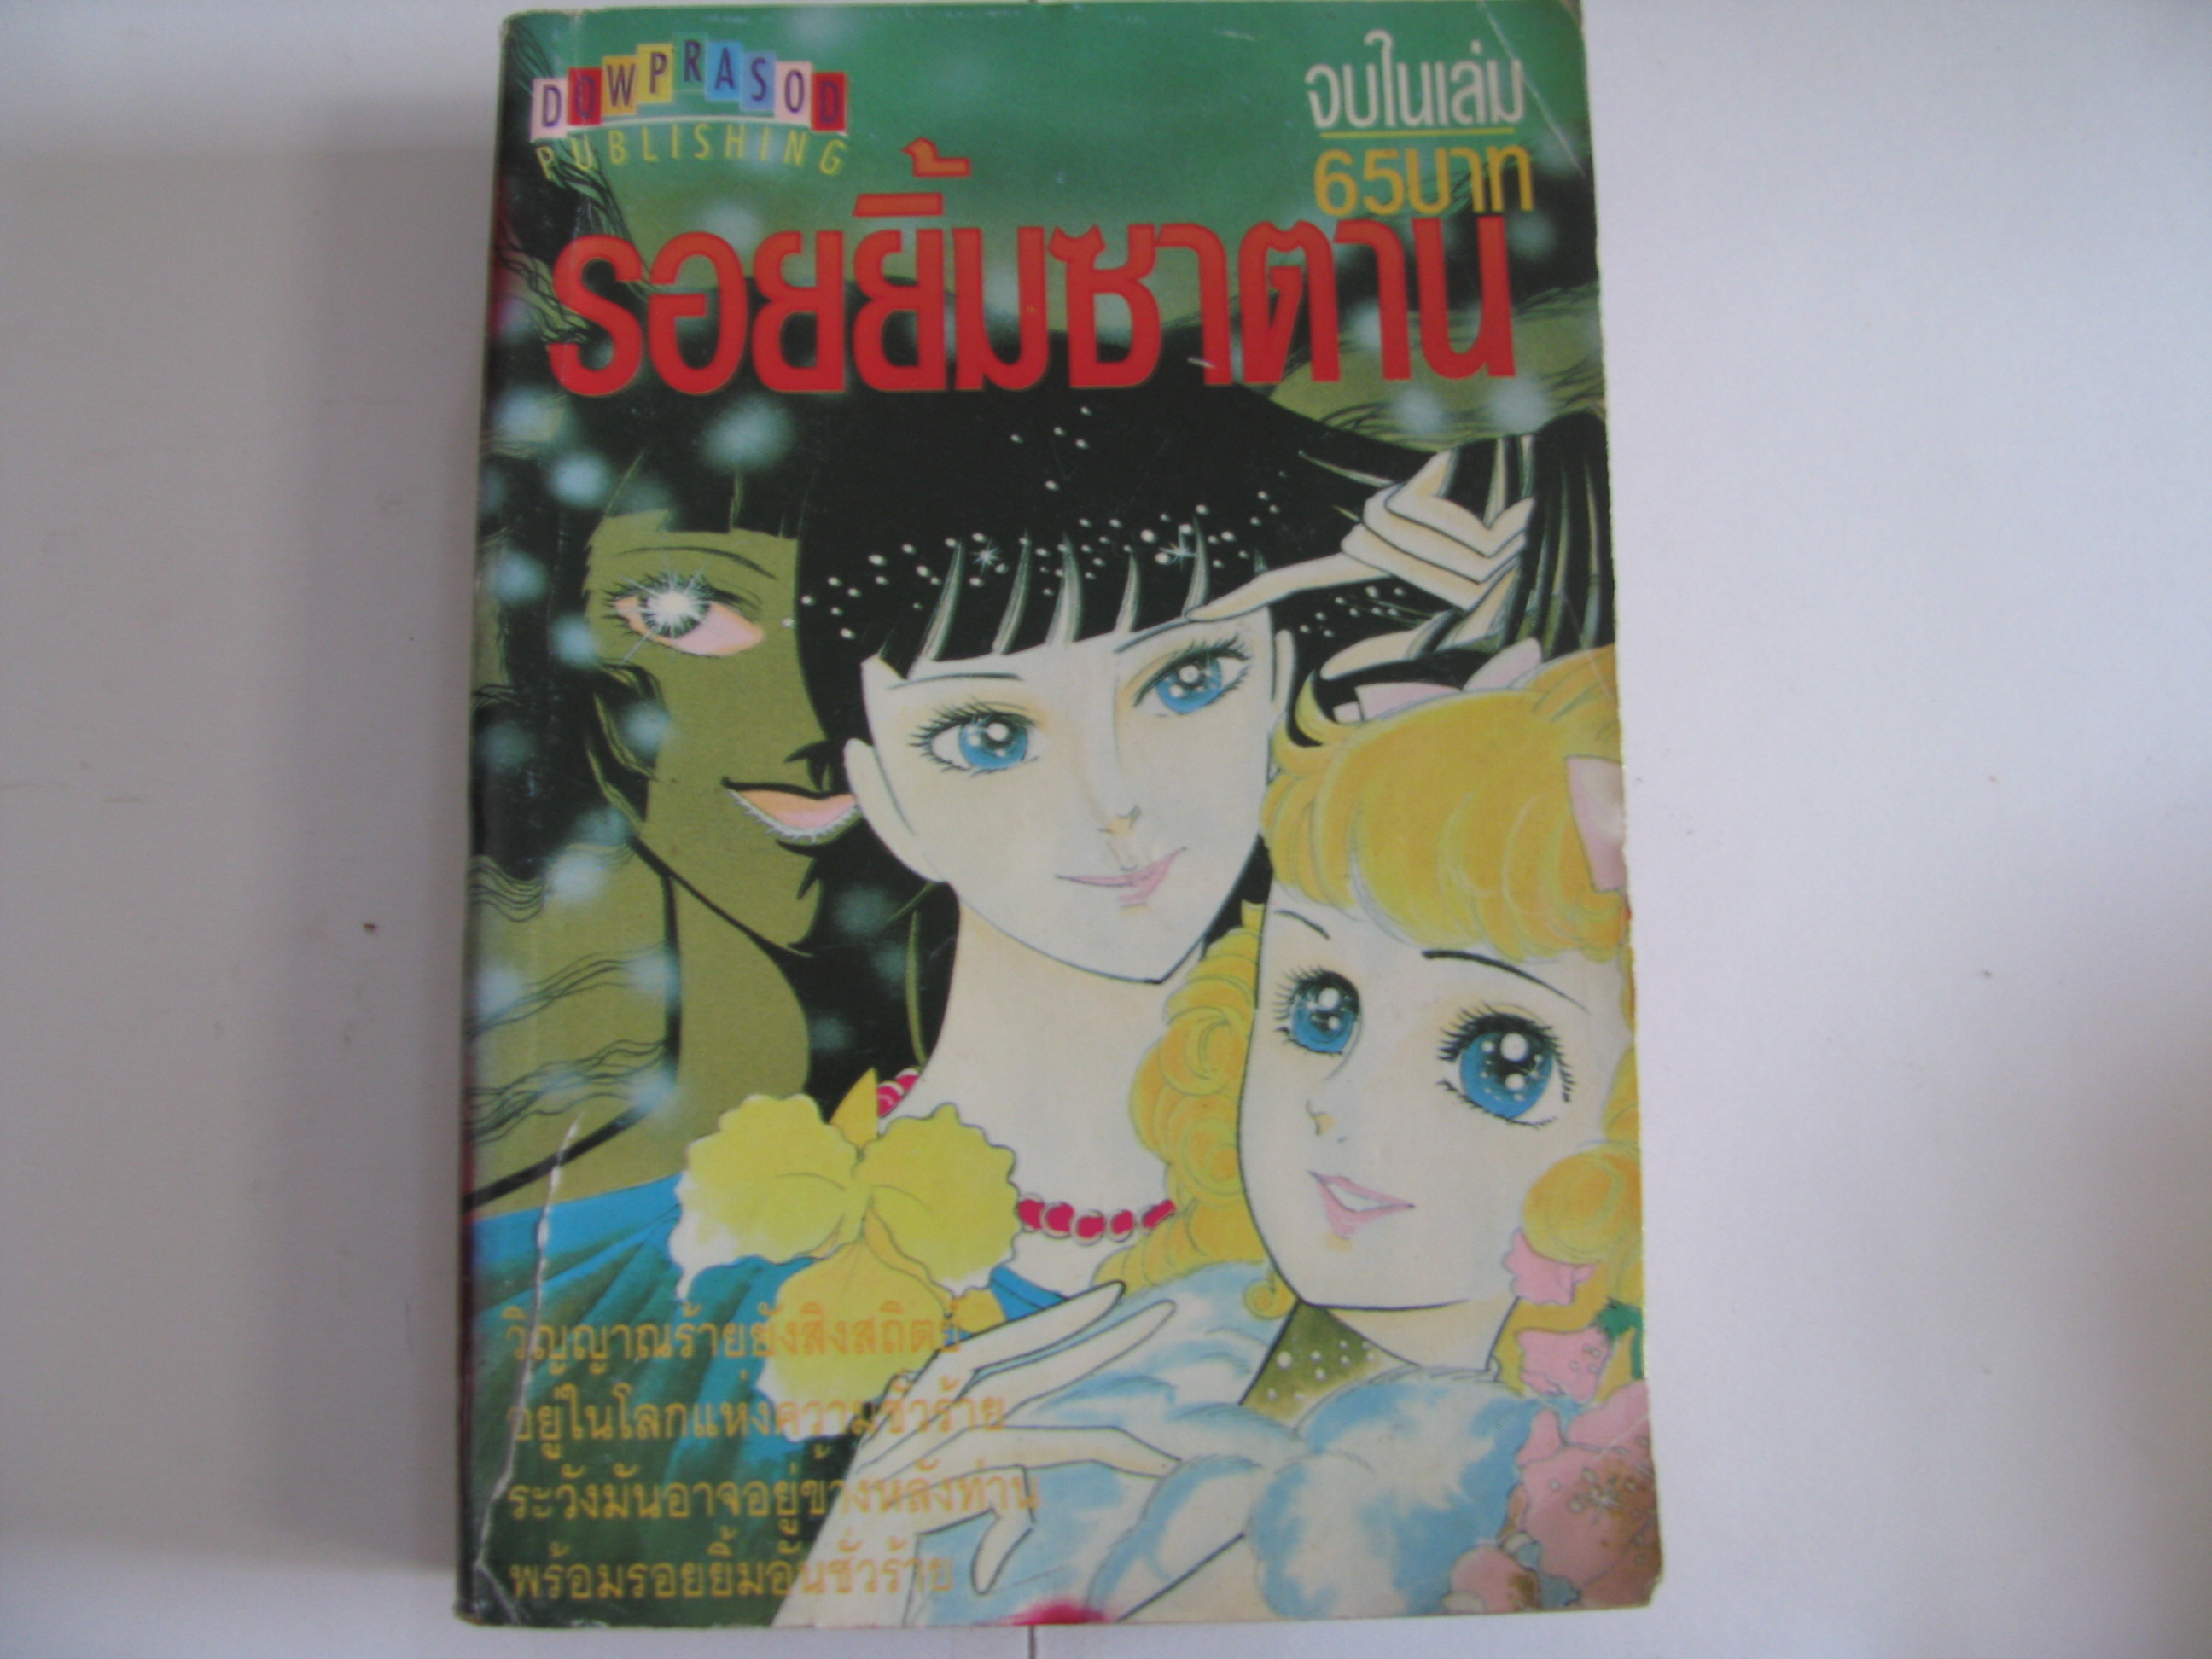 DOWPRASOD
PUBLISHING
จบในเล่ม
65บาท
รอยยิ้มซาตาน
วิญญาณร้ายยังสิงสถิตย์
อยู่ในโลกแห่งความชั่วร้าย
ระวังมันอาจอยู่ข้างหลังท่าน
พร้อมรอยยิ้มอันชั่วร้าย